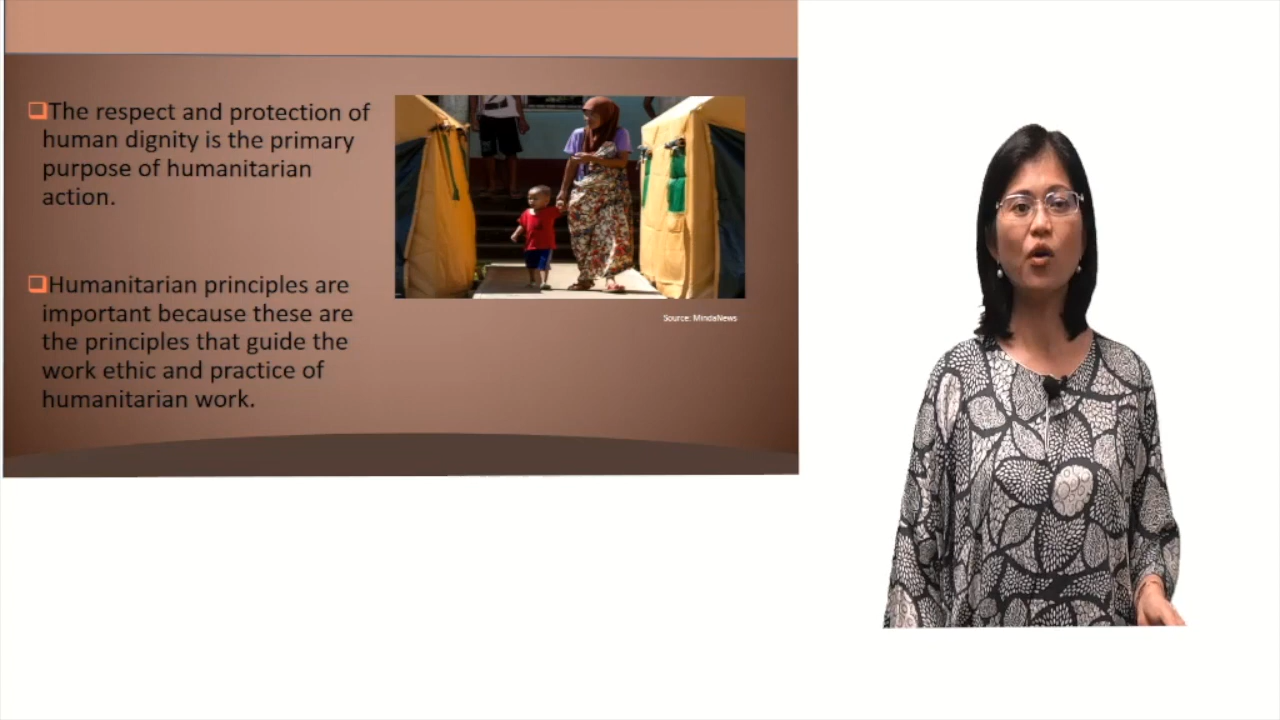 The respect and protection of
human dignity is the primary
purpose of humanitarian
action.
Humanitarian principles are
important because these are
the principles that guide the
work ethic and practice of
humanitarian work.
Source: MindaNews